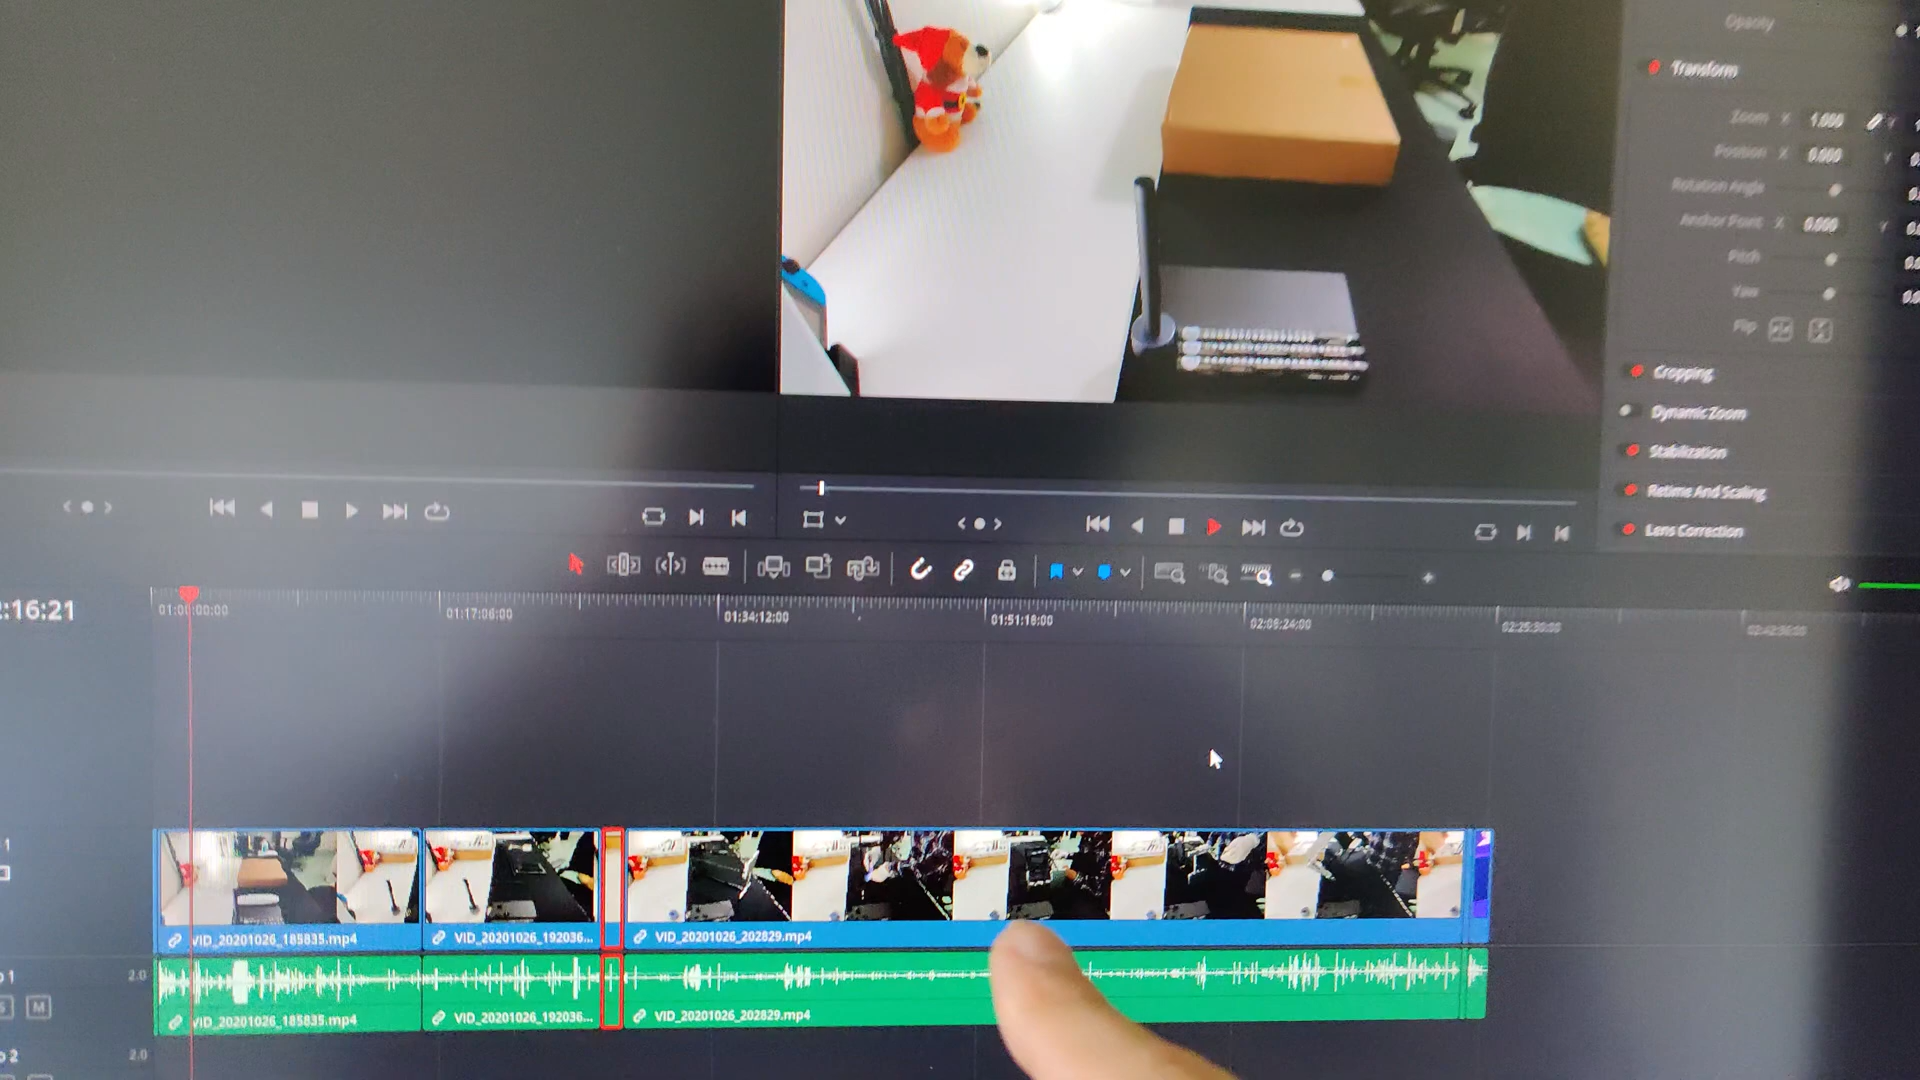 Opacity
Transform
Zoom X 1.000 Y
Position X 0.000 Y
Rotation Angle
Anchor Point X 0.000 Y
Pitch
Yaw
Flip
Cropping
Dynamic Zoom
Stabilization
Retime And Scaling
Lens Correction
:16:21
01:00:00:00
01:17:06:00
01:34:12:00
01:51:18:00
02:08:24:00
02:25:30:00
02:42:36:00
1
VID_20201026_185835.mp4
VID_20201026_192036...
VID_20201026_202829.mp4
o 1
2.0
S
M
VID_20201026_185835.mp4
VID_20201026_192036...
VID_20201026_202829.mp4
o 2
2.0